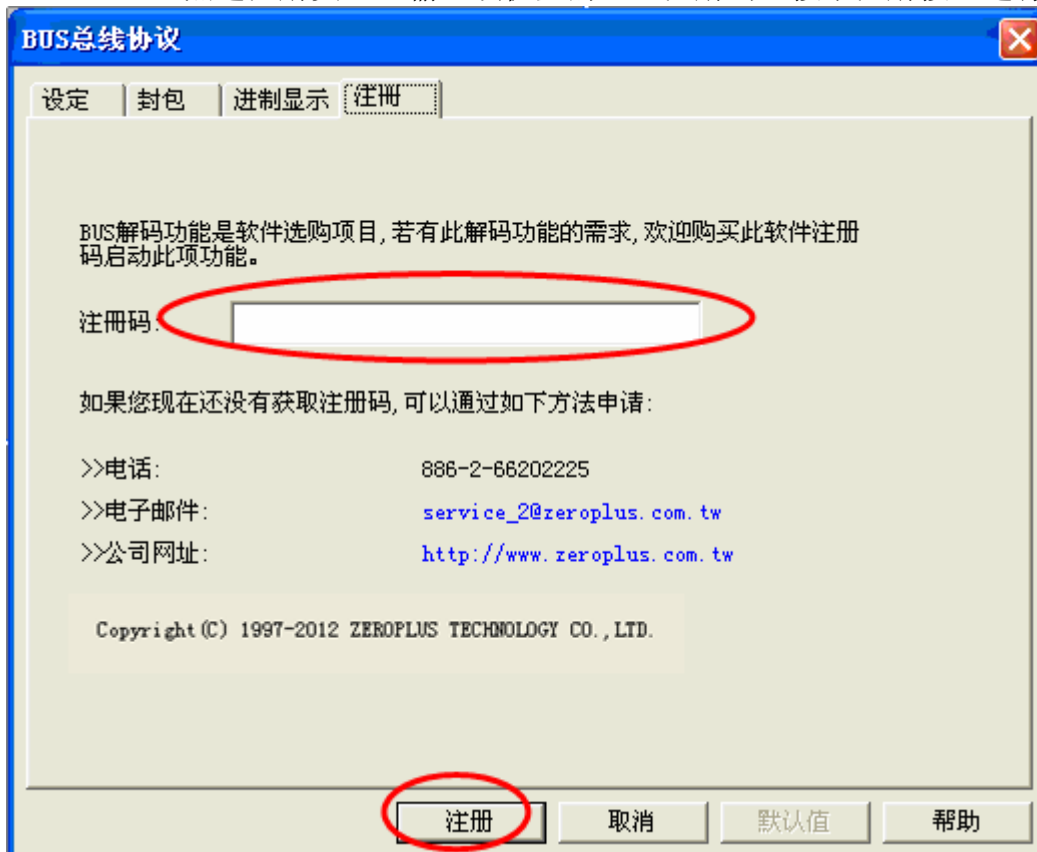 BUS总线协议
设定 封包 进制显示 注册
BUS解码功能是软件选购项目,若有此解码功能的需求,欢迎购买此软件注册
码启动此项功能。
注册码:
如果您现在还没有获取注册码,可以通过如下方法申请:
>>电话: 886-2-66202225
>>电子邮件: service_2@zeroplus.com.tw
>>公司网址: http://www.zeroplus.com.tw
Copyright(C) 1997-2012 ZEROPLUS TECHNOLOGY CO.,LTD.
注册 取消 默认值 帮助